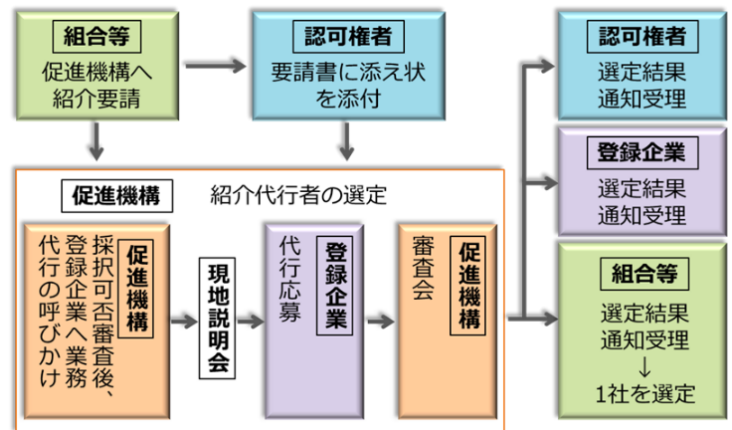 組合等
促進機構へ
紹介要請
認可権者
要請書に添え状
を添付
促進機構
紹介代行者の選定
促進機構
採択可否審査後、
登録企業へ業務
代行の呼びかけ
現地説明会
登録企業
代行応募
促進機構
審査会
認可権者
選定結果
通知受理
登録企業
選定結果
通知受理
組合等
選定結果
通知受理
↓
1社を選定